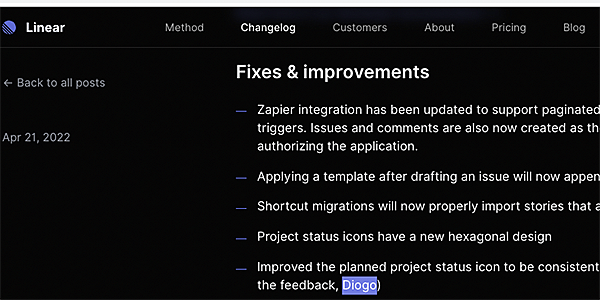 Linear
Method
Changelog
Customers
About
Pricing
Blog
← Back to all posts
Apr 21, 2022
Fixes & improvements
— Zapier integration has been updated to support paginated
triggers. Issues and comments are also now created as th
authorizing the application.
— Applying a template after drafting an issue will now appen
— Shortcut migrations will now properly import stories that a
— Project status icons have a new hexagonal design
— Improved the planned project status icon to be consistent
the feedback, Diogo)